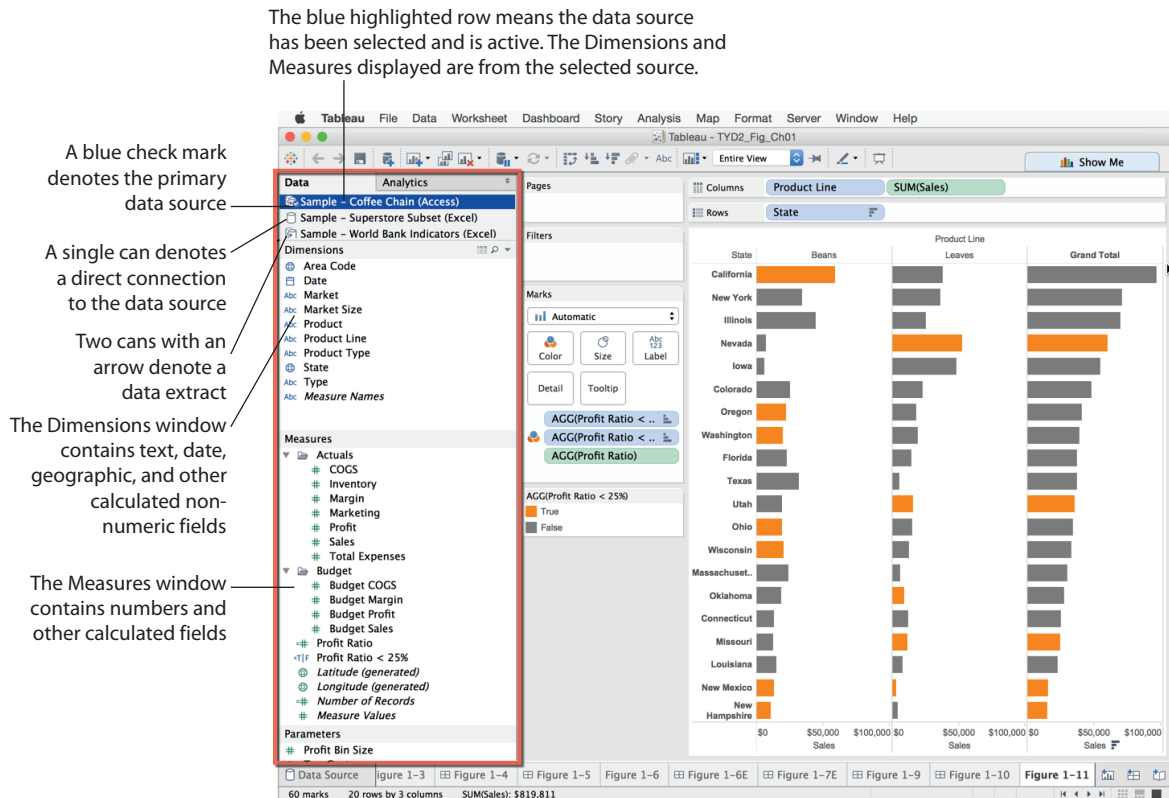 The blue highlighted row means the data source
has been selected and is active. The Dimensions and
Measures displayed are from the selected source.
A blue check mark
denotes the primary
data source
A single can denotes
a direct connection
to the data source
Two cans with an
arrow denote a
data extract
The Dimensions window
contains text, date,
geographic, and other
calculated non-
numeric fields
The Measures window
contains numbers and
other calculated fields
Tableau File Data Worksheet Dashboard Story Analysis Map Format Server Window Help
Tableau - TYD2_Fig_Ch01
Abc Entire View Show Me
Data Analytics
Sample - Coffee Chain (Access)
Sample - Superstore Subset (Excel)
Sample - World Bank Indicators (Excel)
Dimensions
Area Code
Date
Abc Market
Abc Market Size
Abc Product
Abc Product Line
Abc Product Type
State
Abc Type
Abc Measure Names
Measures
Actuals
# COGS
# Inventory
# Margin
# Marketing
# Profit
# Sales
# Total Expenses
Budget
# Budget COGS
# Budget Margin
# Budget Profit
# Budget Sales
=# Profit Ratio
=T|F Profit Ratio < 25%
Latitude (generated)
Longitude (generated)
=# Number of Records
# Measure Values
Parameters
# Profit Bin Size
Pages
Filters
Marks
Automatic
Color Size Abc 123 Label
Detail Tooltip
AGG(Profit Ratio < ..
AGG(Profit Ratio < ..
AGG(Profit Ratio)
AGG(Profit Ratio < 25%)
True
False
Columns Product Line SUM(Sales)
Rows State
Product Line
State Beans Leaves Grand Total
California
New York
Illinois
Nevada
Iowa
Colorado
Oregon
Washington
Florida
Texas
Utah
Ohio
Wisconsin
Massachuset..
Oklahoma
Connecticut
Missouri
Louisiana
New Mexico
New
Hampshire
$0 $50,000 $100,000 $0 $50,000 $100,000 $0 $50,000 $100,000
Sales Sales Sales
Data Source igure 1-3 Figure 1-4 Figure 1-5 Figure 1-6 Figure 1-6E Figure 1-7E Figure 1-9 Figure 1-10 Figure 1-11
60 marks 20 rows by 3 columns SUM(Sales): $819,811